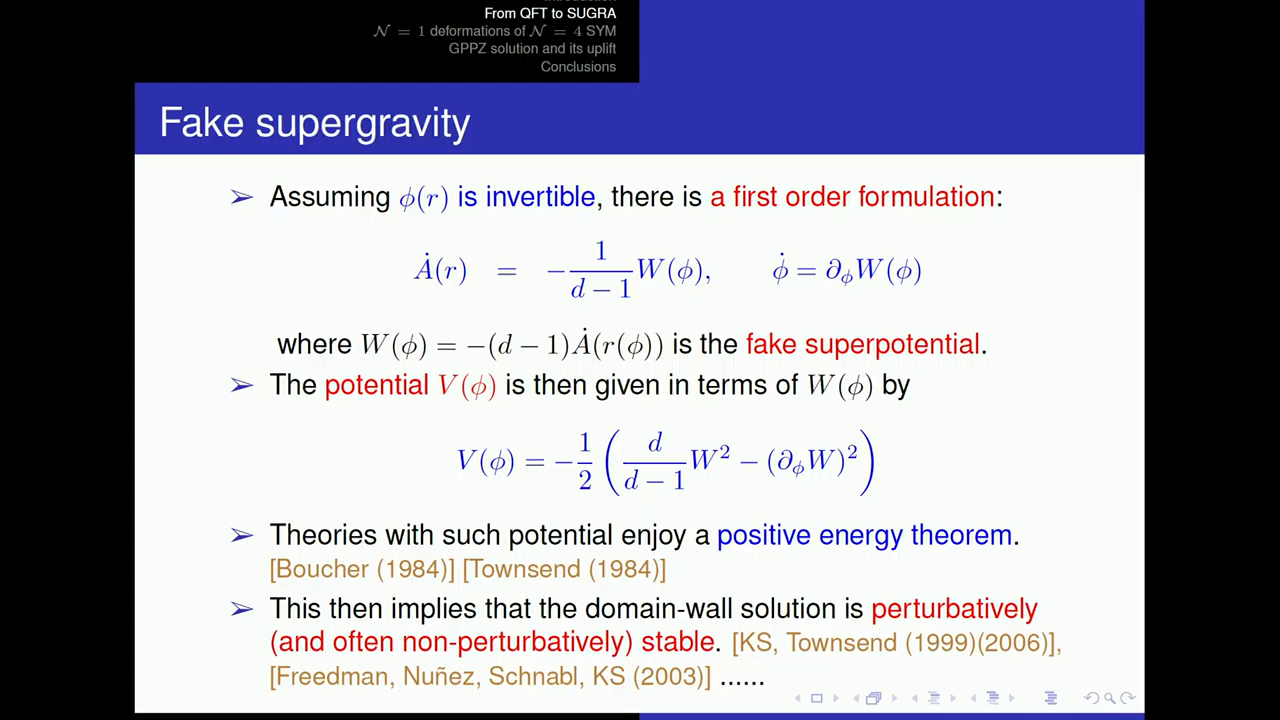 Introduction
From QFT to SUGRA
𝒩 = 1 deformations of 𝒩 = 4 SYM
GPPZ solution and its uplift
Conclusions
Fake supergravity
➢ Assuming ϕ(r) is invertible, there is a first order formulation:
Ȧ(r) = −\frac{1}{d − 1}W(ϕ), ϕ̇ = ∂_ϕW(ϕ)
where W(ϕ) = −(d − 1)Ȧ(r(ϕ)) is the fake superpotential.
➢ The potential V(ϕ) is then given in terms of W(ϕ) by
V(ϕ) = −\frac{1}{2}(\frac{d}{d − 1}W² − (∂_ϕW)²)
➢ Theories with such potential enjoy a positive energy theorem.
[Boucher (1984)] [Townsend (1984)]
➢ This then implies that the domain-wall solution is perturbatively
(and often non-perturbatively) stable. [KS, Townsend (1999)(2006)],
[Freedman, Nuñez, Schnabl, KS (2003)] ......